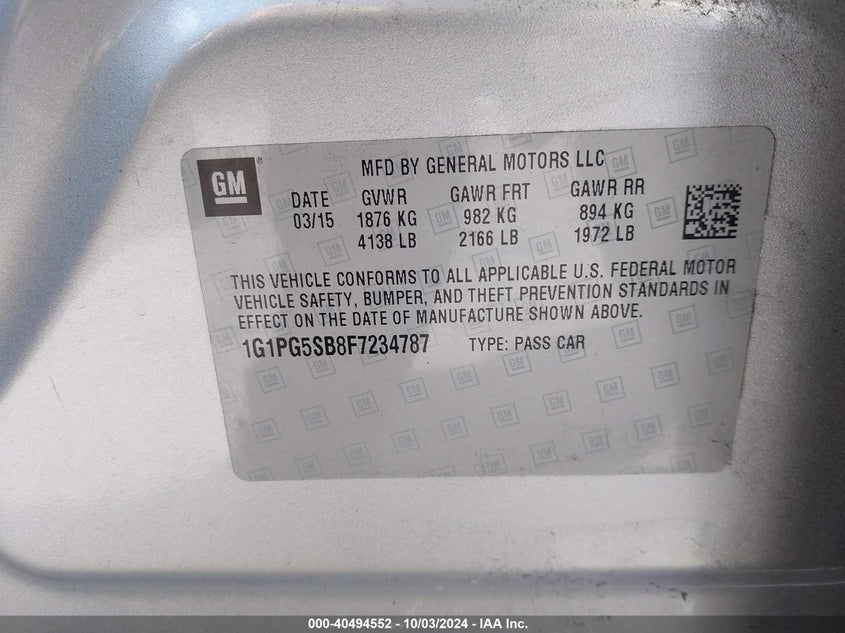 GM
MFD BY GENERAL MOTORS LLC
DATE GVWR GAWR FRT GAWR RR
03/15 1876 KG 982 KG 894 KG
4138 LB 2166 LB 1972 LB
THIS VEHICLE CONFORMS TO ALL APPLICABLE U.S. FEDERAL MOTOR
VEHICLE SAFETY, BUMPER, AND THEFT PREVENTION STANDARDS IN
EFFECT ON THE DATE OF MANUFACTURE SHOWN ABOVE.
1G1PG5SB8F7234787 TYPE: PASS CAR
000-40494552 - 10/03/2024 - IAA Inc.